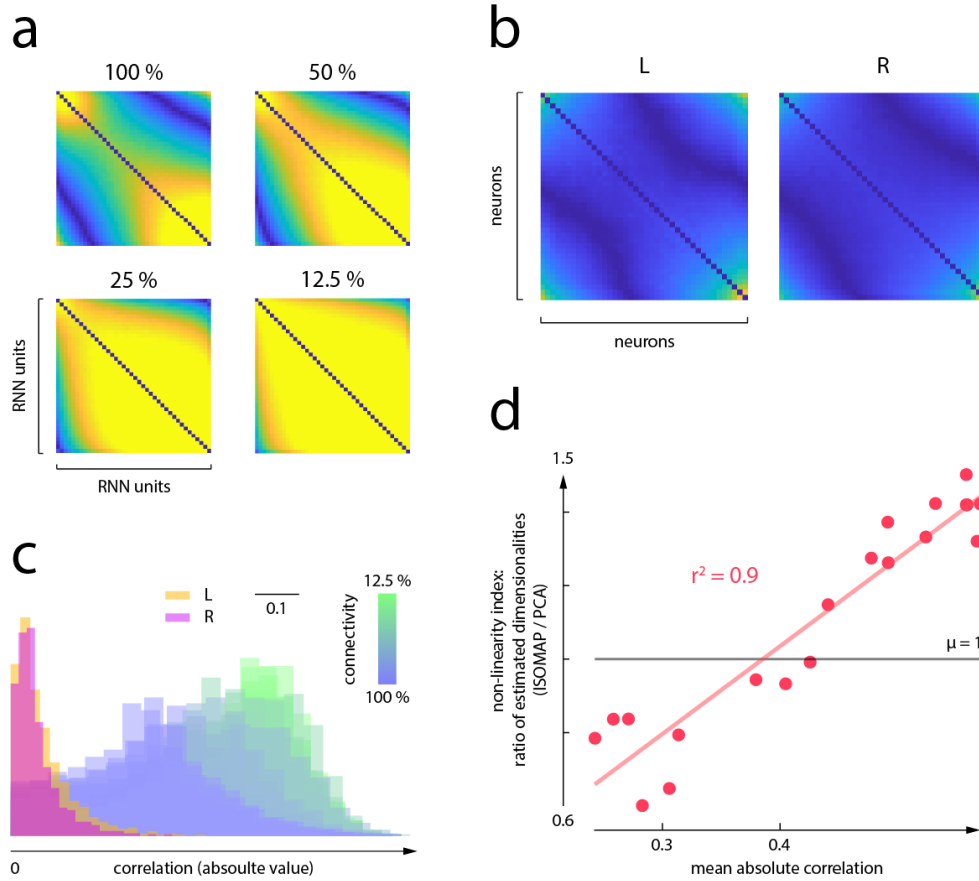 a
100 %
50 %
25 %
12.5 %
RNN units
RNN units
b
L
R
neurons
neurons
c
L
R
0.1
connectivity
12.5 %
100 %
0
correlation (absoulte value)
d
1.5
0.6
non-linearity index:
ratio of estimated dimensionalities
(ISOMAP / PCA)
r² = 0.9
μ = 1
0.3
0.4
mean absolute correlation